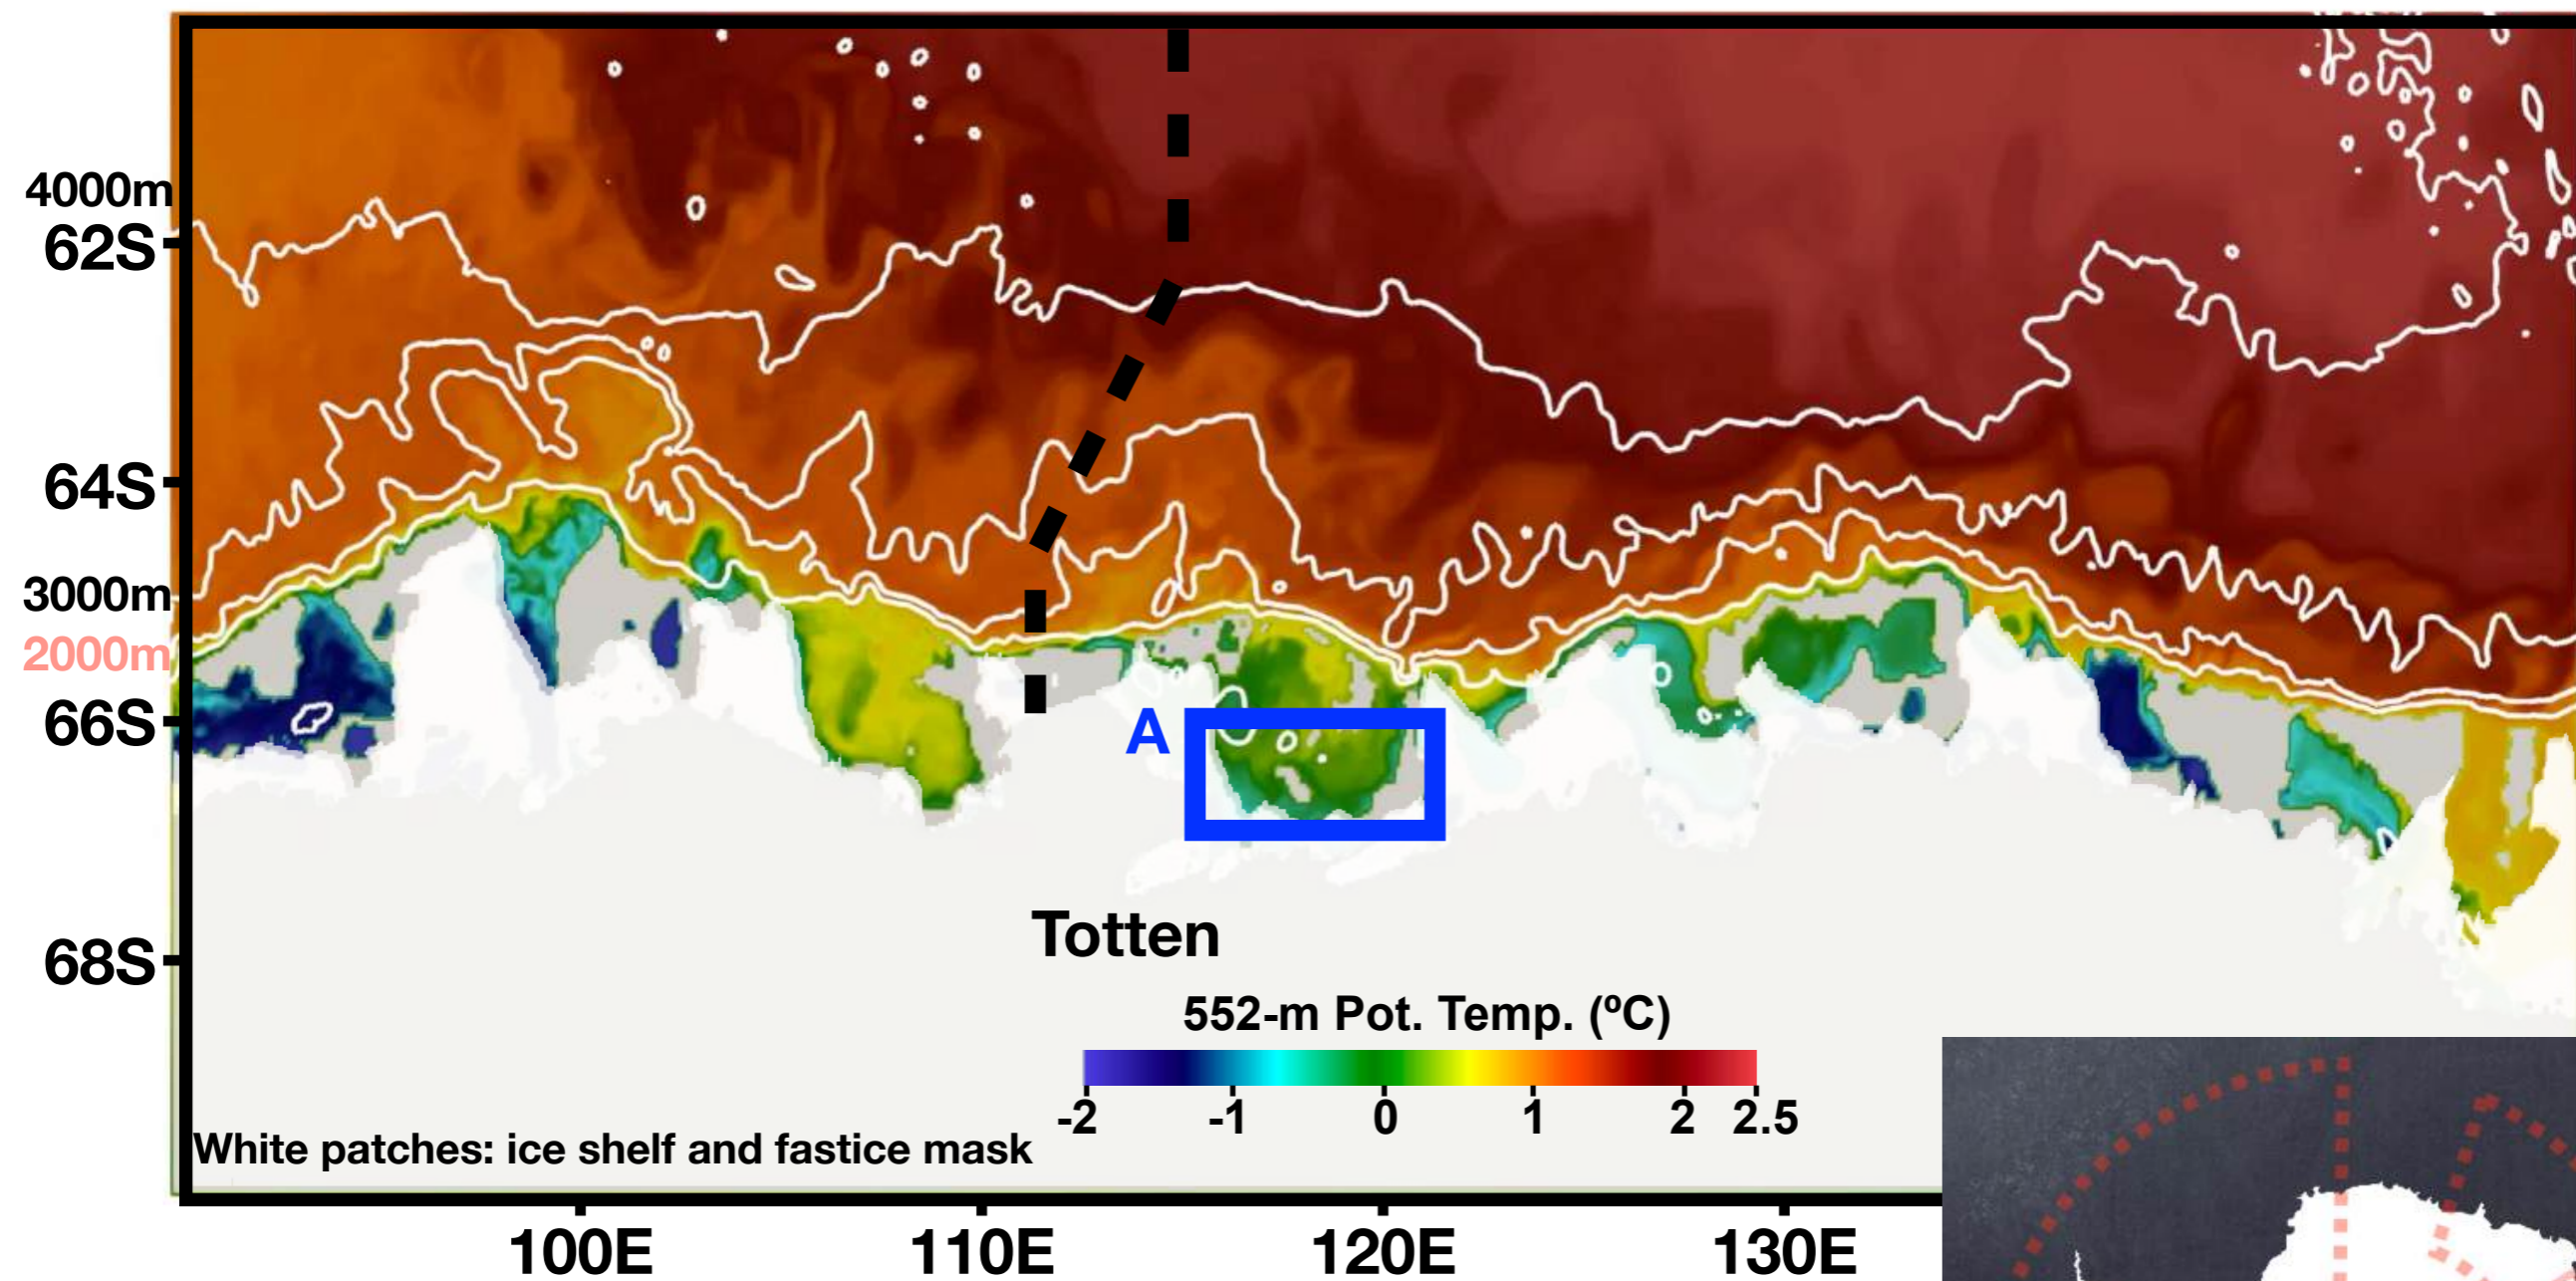 4000m
62S
64S
3000m
2000m
66S
A
68S
Totten
552-m Pot. Temp. (ºC)
-2 -1 0 1 2 2.5
White patches: ice shelf and fastice mask
100E 110E 120E 130E